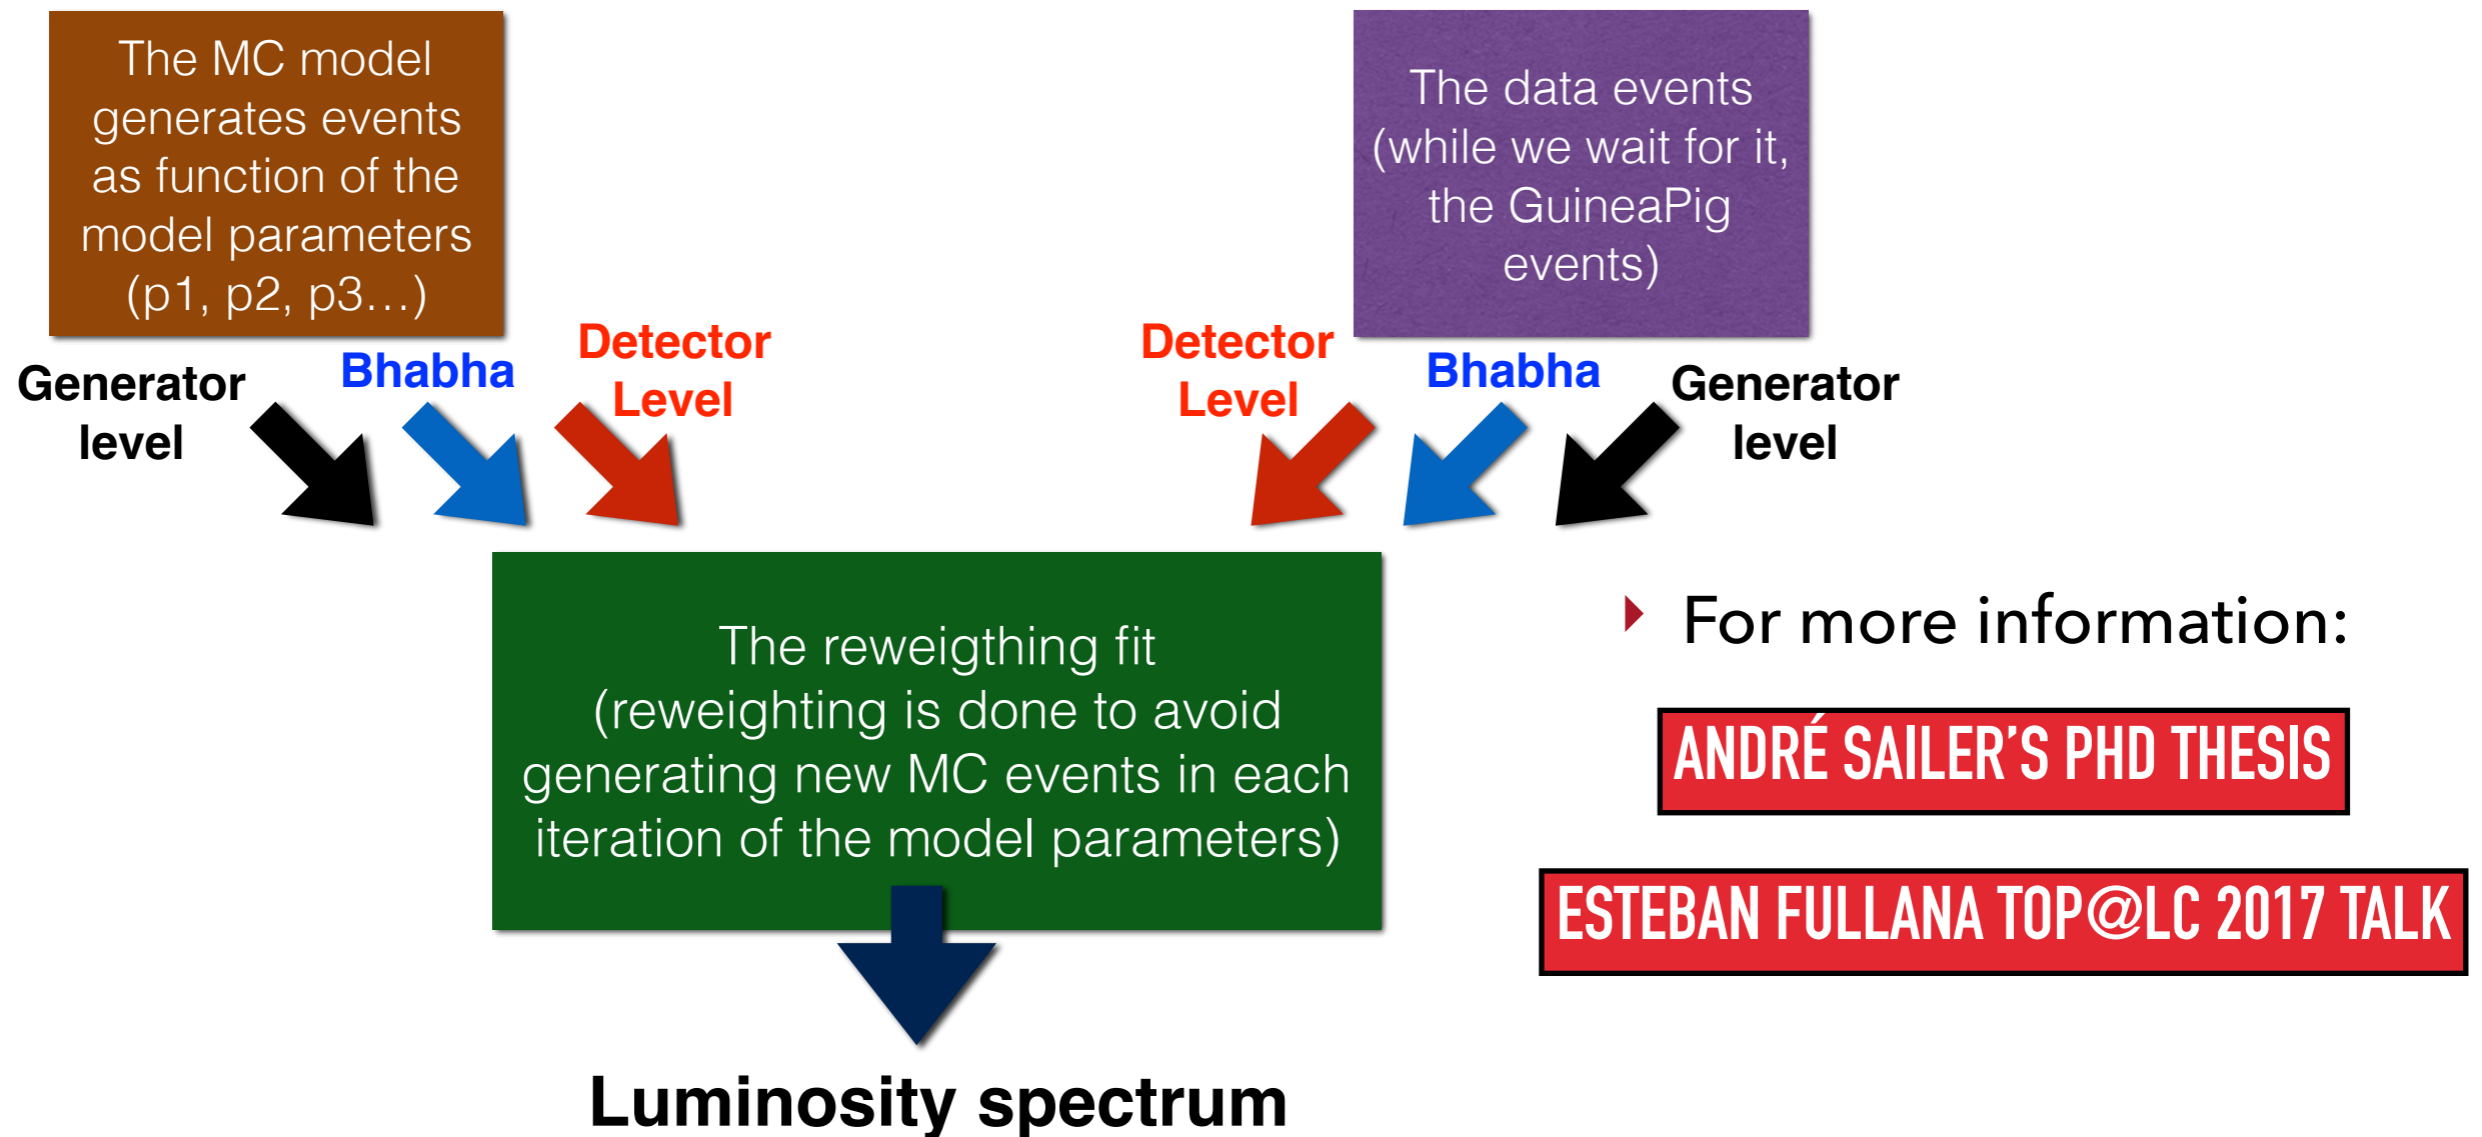 The MC model
generates events
as function of the
model parameters
(p1, p2, p3…)
The data events
(while we wait for it,
the GuineaPig
events)
Generator
level
Bhabha
Detector
Level
Detector
Level
Bhabha
Generator
level
The reweigthing fit
(reweighting is done to avoid
generating new MC events in each
iteration of the model parameters)
For more information:
ANDRÉ SAILER'S PHD THESIS
ESTEBAN FULLANA TOP@LC 2017 TALK
Luminosity spectrum